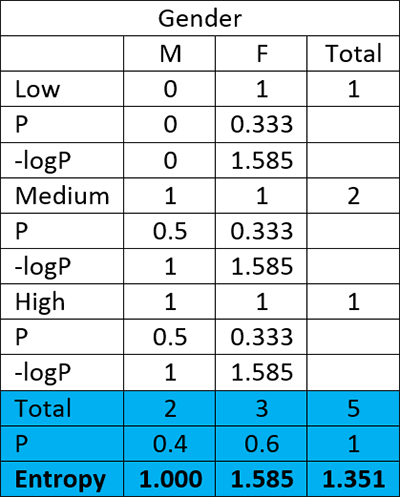 Gender
M F Total
Low 0 1 1
P 0 0.333
-logP 0 1.585
Medium 1 1 2
P 0.5 0.333
-logP 1 1.585
High 1 1 1
P 0.5 0.333
-logP 1 1.585
Total 2 3 5
P 0.4 0.6 1
Entropy 1.000 1.585 1.351